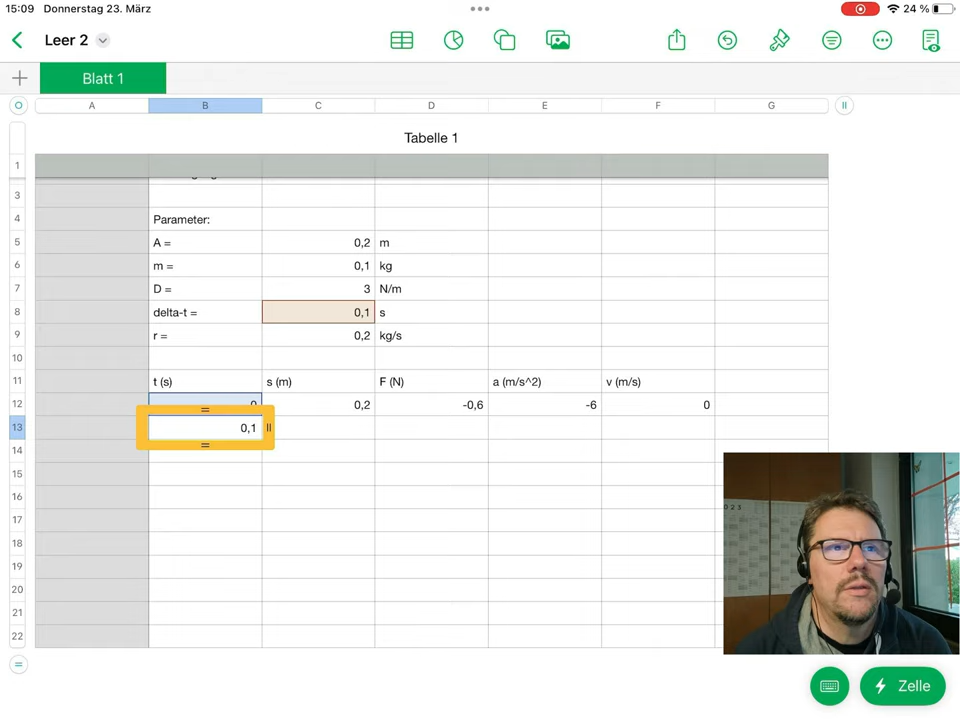 15:09 Donnerstag 23. März
24 %
Leer 2
Blatt 1
A B C D E F G
Tabelle 1
1
3
4 Parameter:
5 A = 0,2 m
6 m = 0,1 kg
7 D = 3 N/m
8 delta-t = 0,1 s
9 r = 0,2 kg/s
10
11 t (s) s (m) F (N) a (m/s^2) v (m/s)
12 0 0,2 -0,6 -6 0
13 0,1
14
15
16
17
18
19
20
21
22
Zelle